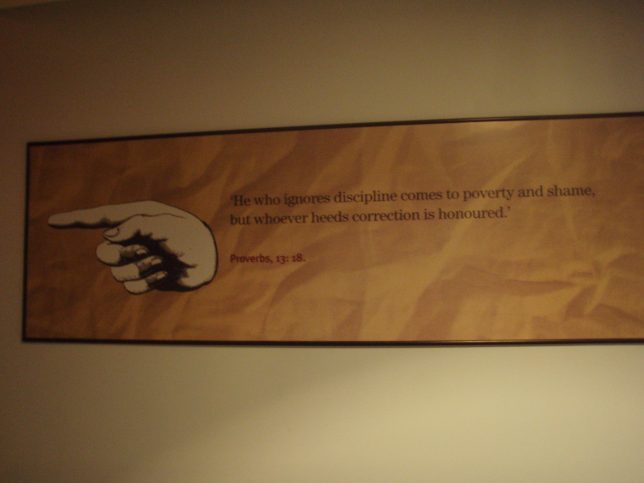 'He who ignores discipline comes to poverty and shame,
but whoever heeds correction is honoured.'
Proverbs, 13: 18.